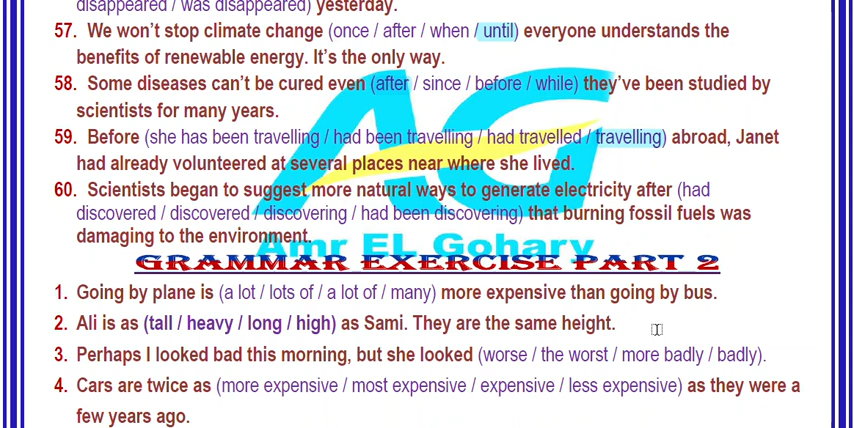 disappeared / was disappeared) yesterday.
57. We won't stop climate change (once / after / when / until) everyone understands the
benefits of renewable energy. It's the only way.
58. Some diseases can't be cured even (after / since / before / while) they've been studied by
scientists for many years.
59. Before (she has been travelling / had been travelling / had travelled / travelling) abroad, Janet
had already volunteered at several places near where she lived.
60. Scientists began to suggest more natural ways to generate electricity after (had
discovered / discovered / discovering / had been discovering) that burning fossil fuels was
damaging to the environment.
AG
Amr EL Gohary
GRAMMAR EXERCISE PART 2
1. Going by plane is (a lot / lots of / a lot of / many) more expensive than going by bus.
2. Ali is as (tall / heavy / long / high) as Sami. They are the same height.
3. Perhaps I looked bad this morning, but she looked (worse / the worst / more badly / badly).
4. Cars are twice as (more expensive / most expensive / expensive / less expensive) as they were a
few years ago.